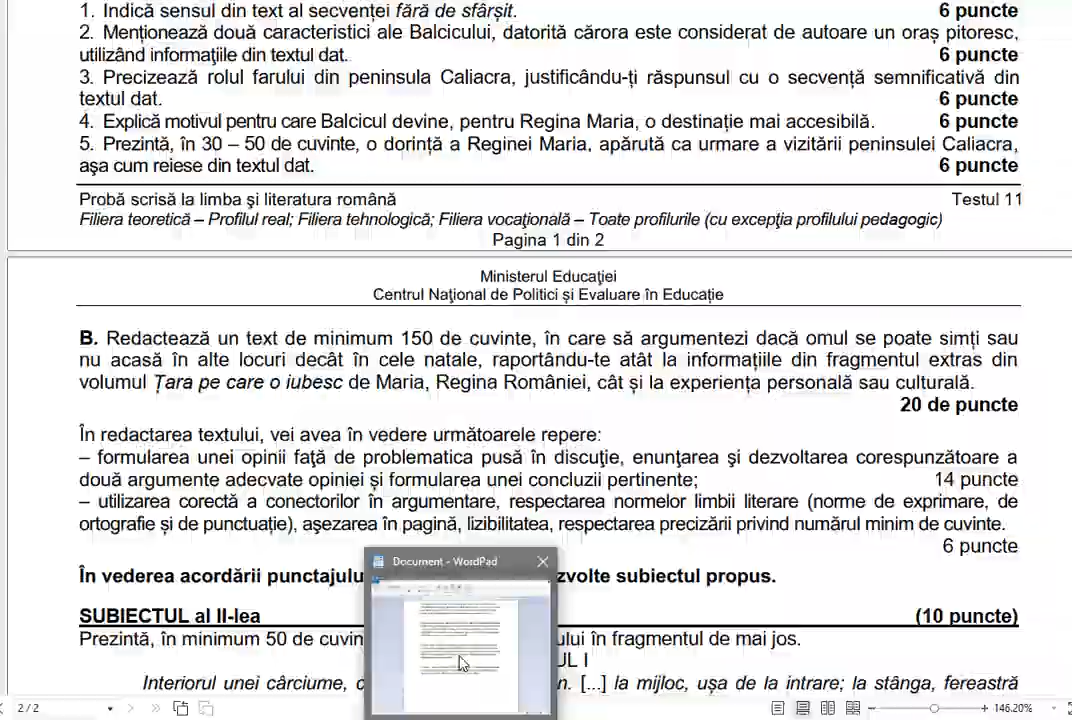 1. Indică sensul din text al secvenței fără de sfârșit. 6 puncte
2. Menționează două caracteristici ale Balcicului, datorită cărora este considerat de autoare un oraș pitoresc,
utilizând informațiile din textul dat. 6 puncte
3. Precizează rolul farului din peninsula Caliacra, justificându-ți răspunsul cu o secvență semnificativă din
textul dat. 6 puncte
4. Explică motivul pentru care Balcicul devine, pentru Regina Maria, o destinație mai accesibilă. 6 puncte
5. Prezintă, în 30 – 50 de cuvinte, o dorință a Reginei Maria, apărută ca urmare a vizitării peninsulei Caliacra,
așa cum reiese din textul dat. 6 puncte
Probă scrisă la limba și literatura română Testul 11
Filiera teoretică – Profilul real; Filiera tehnologică; Filiera vocațională – Toate profilurile (cu excepția profilului pedagogic)
Pagina 1 din 2
Ministerul Educației
Centrul Național de Politici și Evaluare în Educație
B. Redactează un text de minimum 150 de cuvinte, în care să argumentezi dacă omul se poate simți sau
nu acasă în alte locuri decât în cele natale, raportându-te atât la informațiile din fragmentul extras din
volumul Țara pe care o iubesc de Maria, Regina României, cât și la experiența personală sau culturală.
20 de puncte
În redactarea textului, vei avea în vedere următoarele repere:
– formularea unei opinii față de problematica pusă în discuție, enunțarea și dezvoltarea corespunzătoare a
două argumente adecvate opiniei și formularea unei concluzii pertinente; 14 puncte
– utilizarea corectă a conectorilor în argumentare, respectarea normelor limbii literare (norme de exprimare, de
ortografie și de punctuație), așezarea în pagină, lizibilitatea, respectarea precizării privind numărul minim de cuvinte.
6 puncte
Document - WordPad
În vederea acordării punctajulu zvolte subiectul propus.
SUBIECTUL al II-lea (10 puncte)
Prezintă, în minimum 50 de cuvin ului în fragmentul de mai jos.
UL I
Interiorul unei cârciume, c n. [...] la mijloc, ușa de la intrare; la stânga, fereastră
2 / 2 146.20%